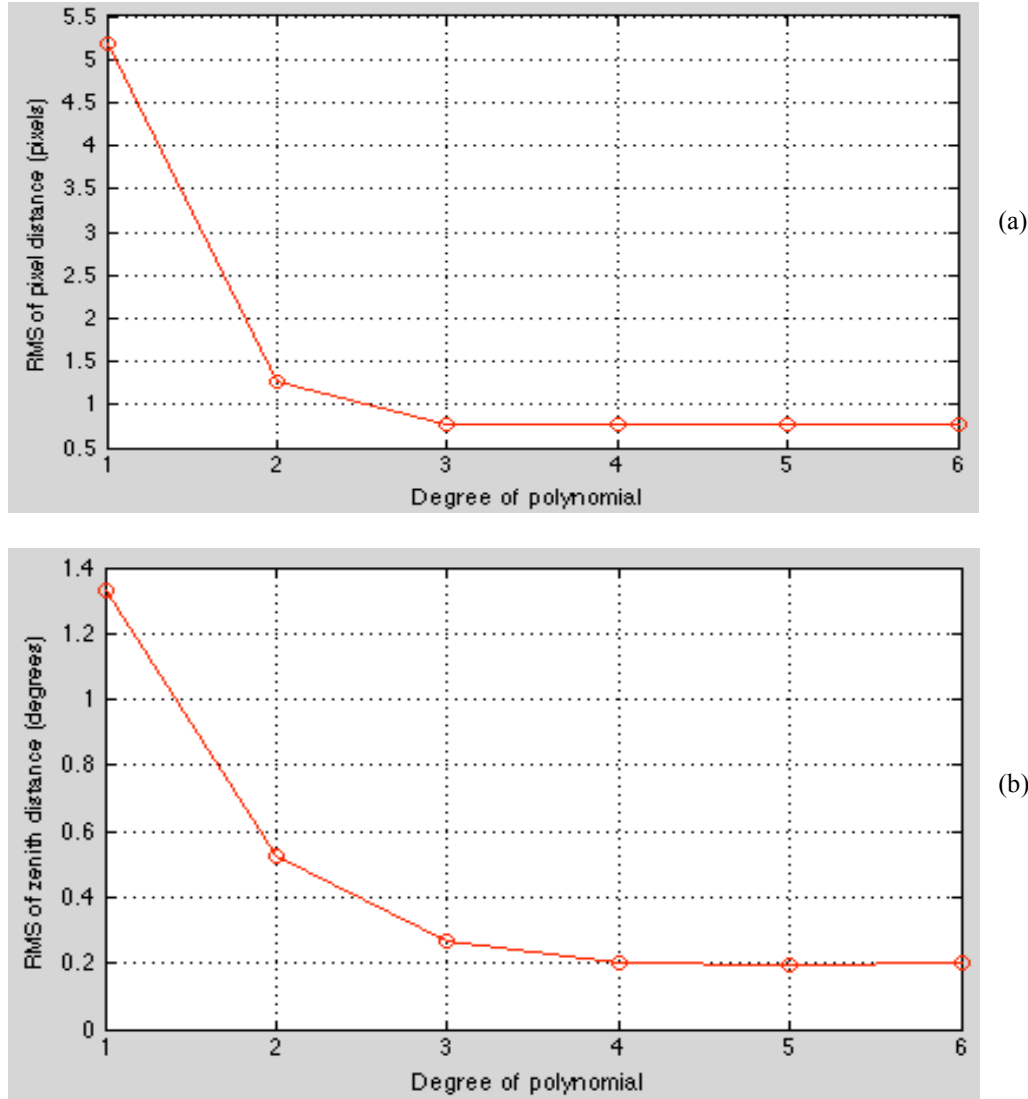 5.5
5
4.5
4
3.5
3
2.5
2
1.5
1
0.5
RMS of pixel distance (pixels)
1 2 3 4 5 6
Degree of polynomial
(a)
1.4
1.2
1
0.8
0.6
0.4
0.2
0
RMS of zenith distance (degrees)
1 2 3 4 5 6
Degree of polynomial
(b)